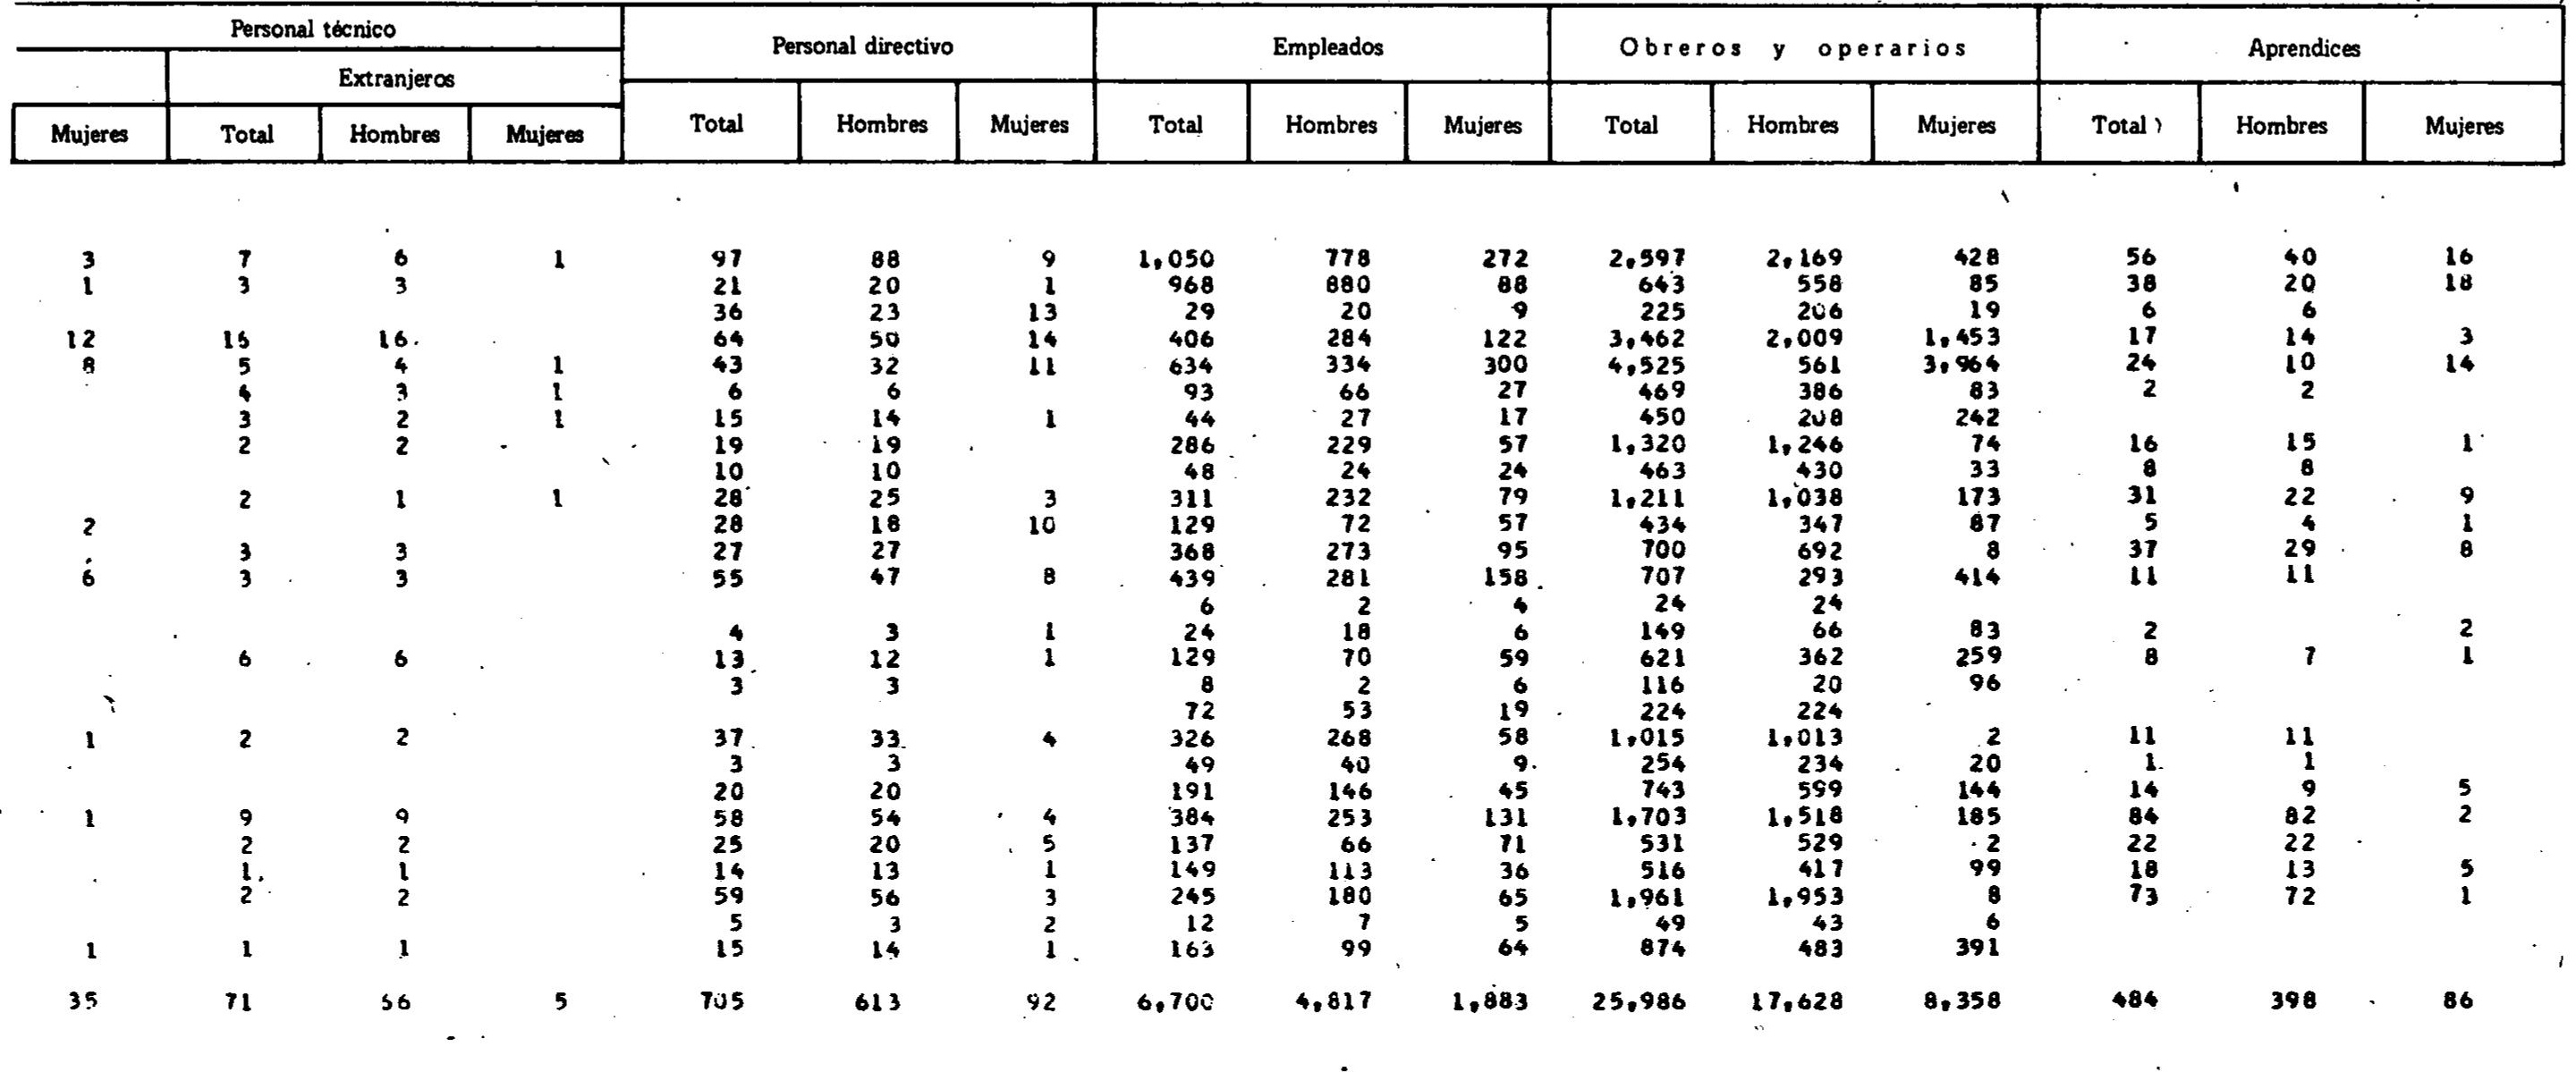 Personal técnico Personal directivo Empleados Obreros y operarios Aprendices
Extranjeros
Mujeres Total Hombres Mujeres Total Hombres Mujeres Total Hombres Mujeres Total Hombres Mujeres Total Hombres Mujeres
3 7 6 1 97 88 9 1,050 778 272 2,597 2,169 428 56 40 16
1 3 3 21 20 1 968 880 88 643 558 85 38 20 18
36 23 13 29 20 9 225 206 19 6 6
12 16 16 64 50 14 406 284 122 3,462 2,009 1,453 17 14 3
8 5 4 1 43 32 11 634 334 300 4,525 561 3,964 24 10 14
4 3 1 6 6 93 66 27 469 386 83 2 2
3 2 1 15 14 1 44 27 17 450 208 242
2 2 19 19 286 229 57 1,320 1,246 74 16 15 1
10 10 48 24 24 463 430 33 8 8
2 1 1 28 25 3 311 232 79 1,211 1,038 173 31 22 9
2 28 18 10 129 72 57 434 347 87 5 4 1
3 3 27 27 368 273 95 700 692 8 37 29 8
6 3 3 55 47 8 439 281 158 707 293 414 11 11
6 2 4 24 24
4 3 1 24 18 6 149 66 83 2 2
6 6 13 12 1 129 70 59 621 362 259 8 7 1
3 3 8 2 6 116 20 96
72 53 19 224 224
1 2 2 37 33 4 326 268 58 1,015 1,013 2 11 11
3 3 49 40 9 254 234 20 1 1
20 20 191 146 45 743 599 144 14 9 5
1 9 9 58 54 4 384 253 131 1,703 1,518 185 84 82 2
2 2 25 20 5 137 66 71 531 529 2 22 22
1 1 14 13 1 149 113 36 516 417 99 18 13 5
2 2 59 56 3 245 180 65 1,961 1,953 8 73 72 1
5 3 2 12 7 5 49 43 6
1 1 1 15 14 1 163 99 64 874 483 391
35 71 66 5 705 613 92 6,700 4,817 1,883 25,986 17,628 8,358 484 398 86